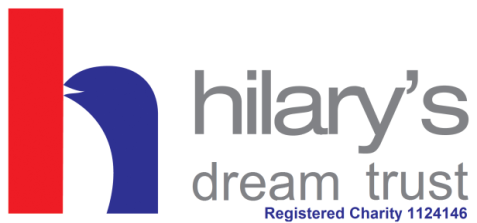 h
hilary's
dream trust
Registered Charity 1124146